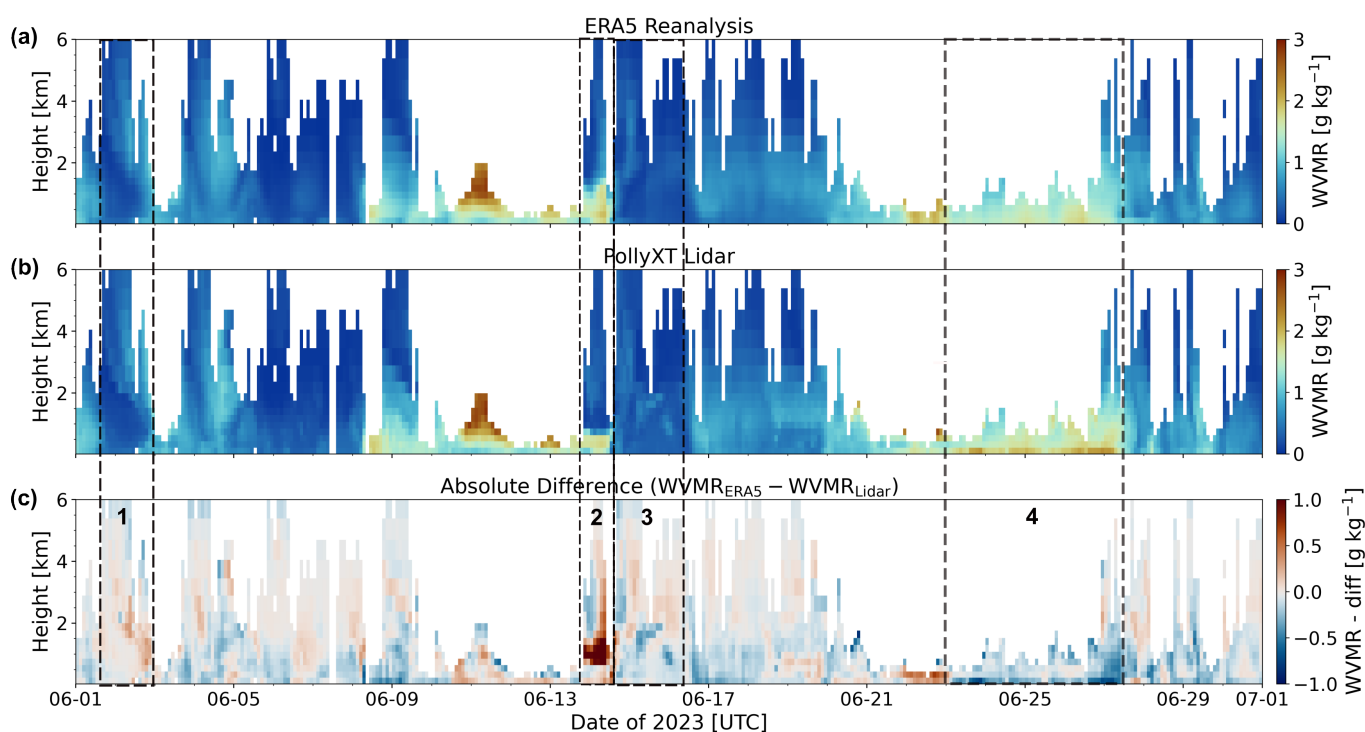 (a)
ERA5 Reanalysis
6
4
2
Height [km]
3
2
1
0
WVMR [g kg⁻¹]
(b)
PollyXT Lidar
6
4
2
Height [km]
3
2
1
0
WVMR [g kg⁻¹]
(c)
Absolute Difference (WVMR_ERA5 − WVMR_Lidar)
1
2
3
4
6
4
2
Height [km]
1.0
0.5
0.0
−0.5
−1.0
WVMR - diff [g kg⁻¹]
06-01 06-05 06-09 06-13 06-17 06-21 06-25 06-29 07-01
Date of 2023 [UTC]